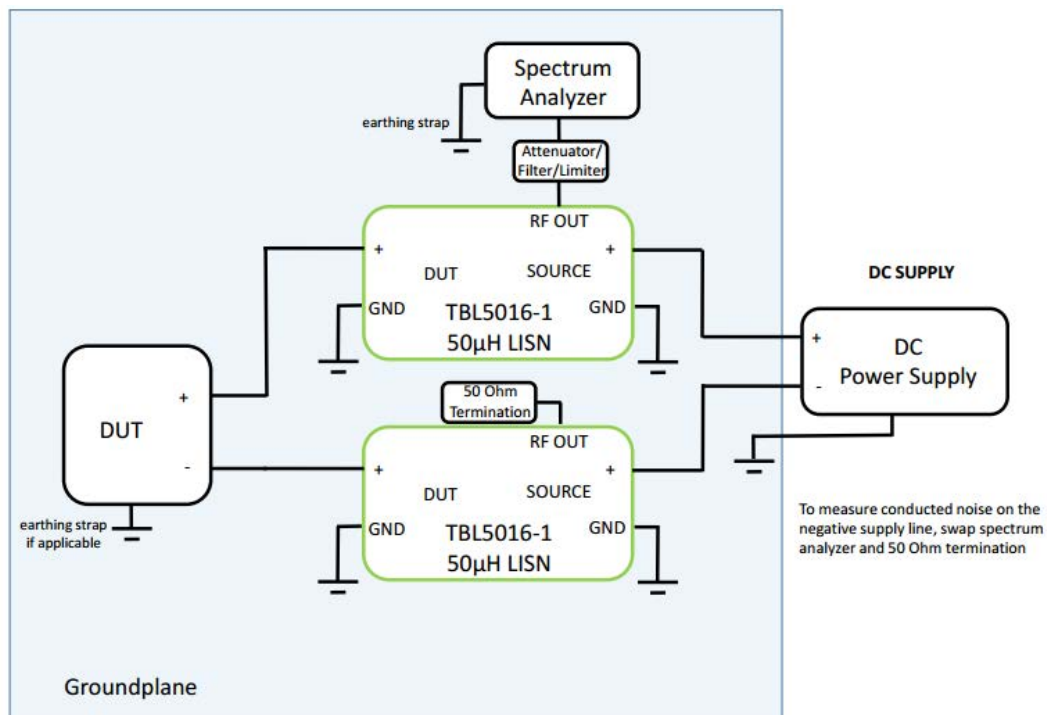 Spectrum
Analyzer
earthing strap
Attenuator/
Filter/Limiter
RF OUT
+
+
DUT
SOURCE
GND
GND
TBL5016-1
50µH LISN
DC SUPPLY
+
-
DC
Power Supply
50 Ohm
Termination
RF OUT
+
+
DUT
SOURCE
GND
GND
TBL5016-1
50µH LISN
+
DUT
-
earthing strap
if applicable
To measure conducted noise on the
negative supply line, swap spectrum
analyzer and 50 Ohm termination
Groundplane